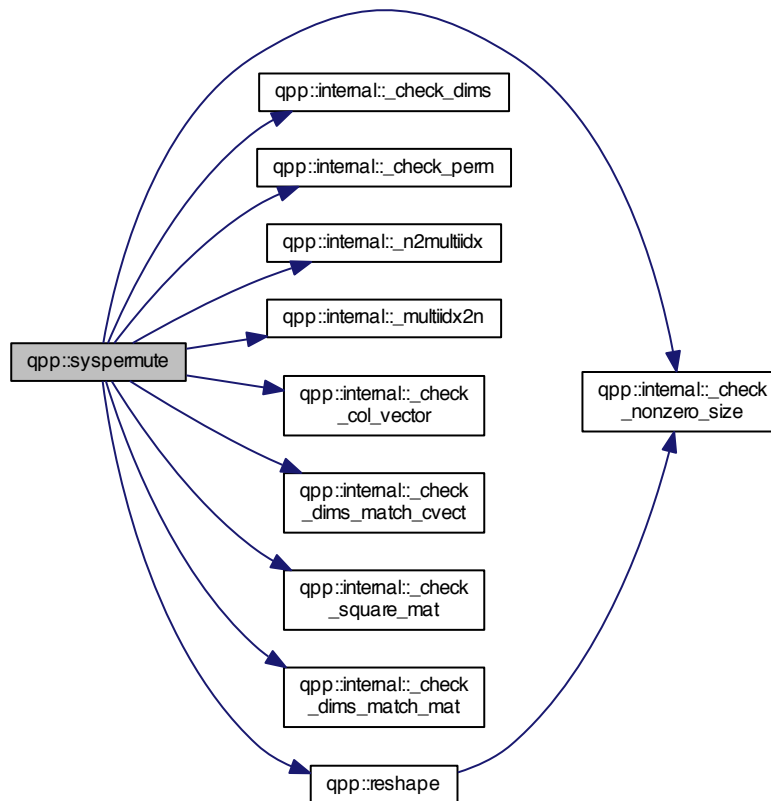 qpp::internal::_check_dims
qpp::internal::_check_perm
qpp::internal::_n2multiidx
qpp::internal::_multiidx2n
qpp::syspermute
qpp::internal::_check
_col_vector
qpp::internal::_check
_nonzero_size
qpp::internal::_check
_dims_match_cvect
qpp::internal::_check
_square_mat
qpp::internal::_check
_dims_match_mat
qpp::reshape